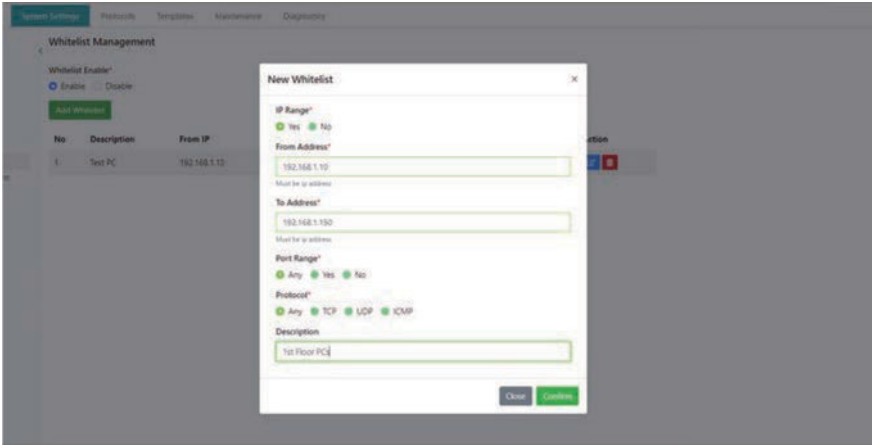 System Settings Protocols Templates Maintenance Diagnostics
Whitelist Management
Whitelist Enable*
Enable Disable
Add Whitelist
No Description From IP ction
1 Test PC 192.168.1.10
New Whitelist ×
IP Range*
Yes No
From Address*
192.168.1.10
Must be ip address
To Address*
192.168.1.150
Must be ip address
Port Range*
Any Yes No
Protocol*
Any TCP UDP ICMP
Description
1st Floor PCs
Close Confirm